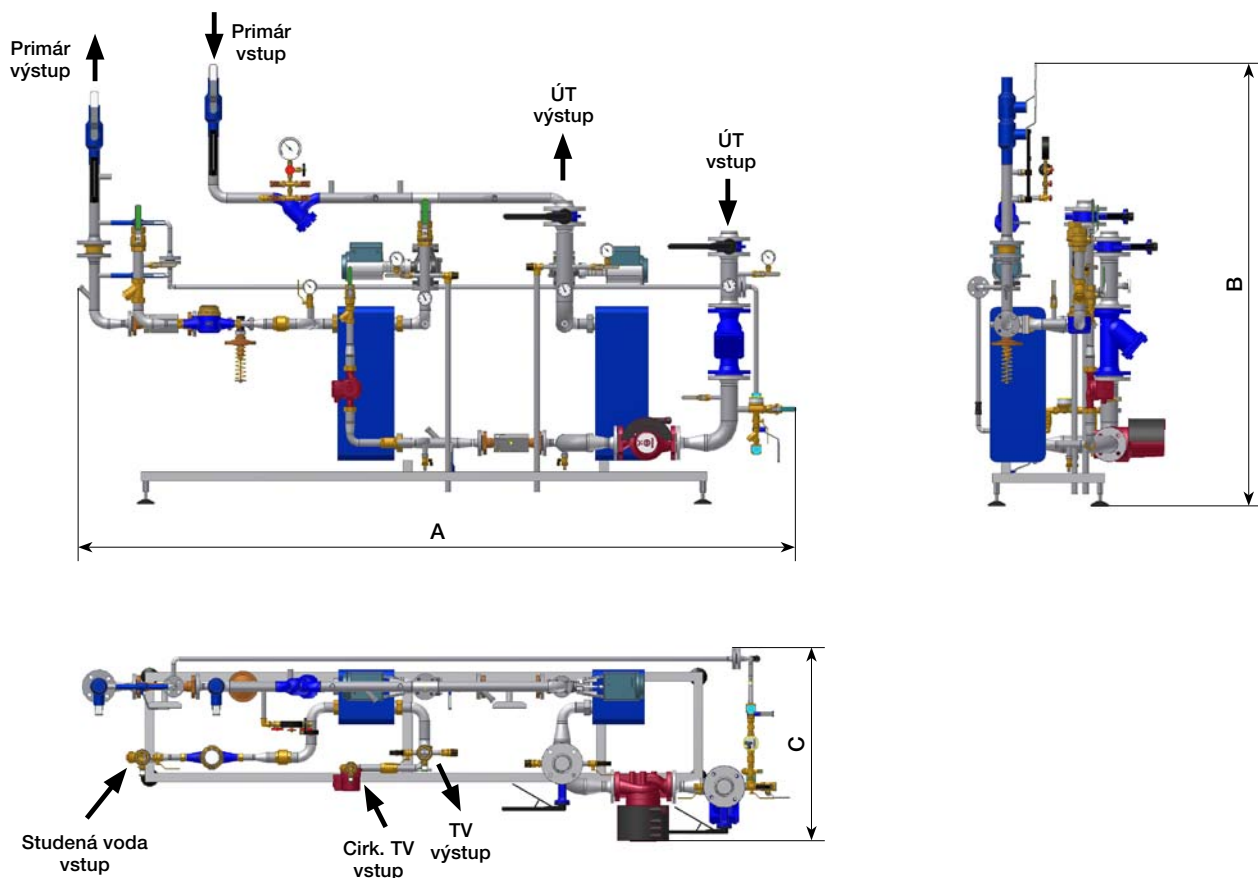 Primár
výstup
Primár
vstup
ÚT
výstup
ÚT
vstup
A
B
C
Studená voda
vstup
Cirk. TV
vstup
TV
výstup